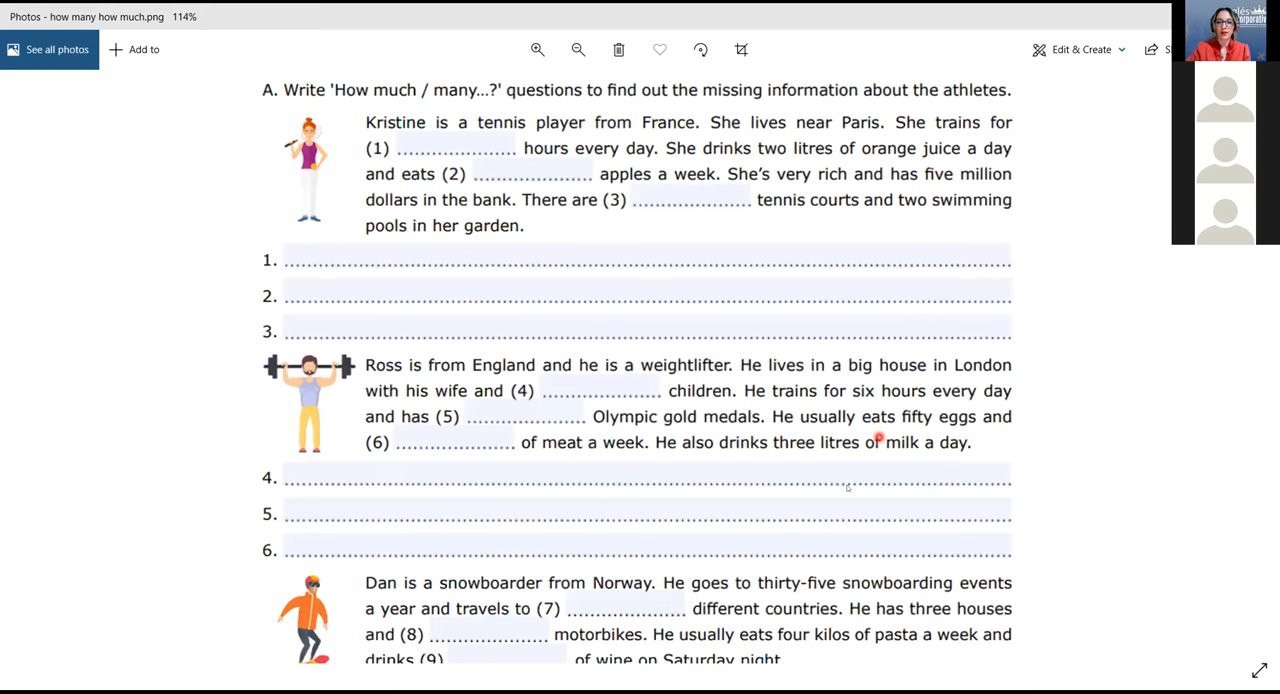 Photos - how many how much.png 114%
glés
orporativ
See all photos
Add to
Edit & Create
A. Write 'How much / many...?' questions to find out the missing information about the athletes.
Kristine is a tennis player from France. She lives near Paris. She trains for
(1) .................... hours every day. She drinks two litres of orange juice a day
and eats (2) .................... apples a week. She's very rich and has five million
dollars in the bank. There are (3) .................... tennis courts and two swimming
pools in her garden.
1.
2.
3.
Ross is from England and he is a weightlifter. He lives in a big house in London
with his wife and (4) .................... children. He trains for six hours every day
and has (5) .................... Olympic gold medals. He usually eats fifty eggs and
(6) .................... of meat a week. He also drinks three litres of milk a day.
4.
5.
6.
Dan is a snowboarder from Norway. He goes to thirty-five snowboarding events
a year and travels to (7) .................... different countries. He has three houses
and (8) .................... motorbikes. He usually eats four kilos of pasta a week and
drinks (9) of wine on Saturday night